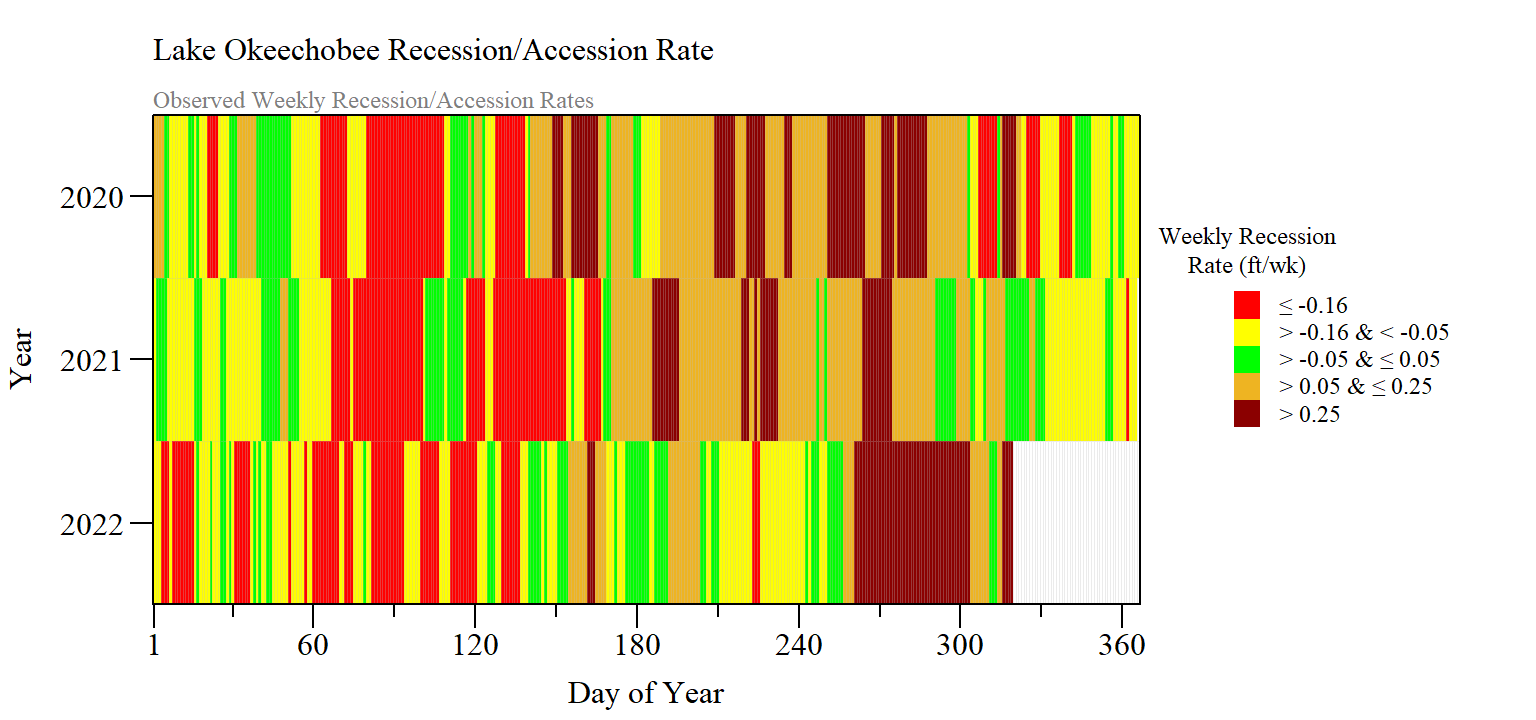 Lake Okeechobee Recession/Accession Rate
Observed Weekly Recession/Accession Rates
Year
2020
2021
2022
1 60 120 180 240 300 360
Day of Year
Weekly Recession
Rate (ft/wk)
≤ -0.16
> -0.16 & < -0.05
> -0.05 & ≤ 0.05
> 0.05 & ≤ 0.25
> 0.25